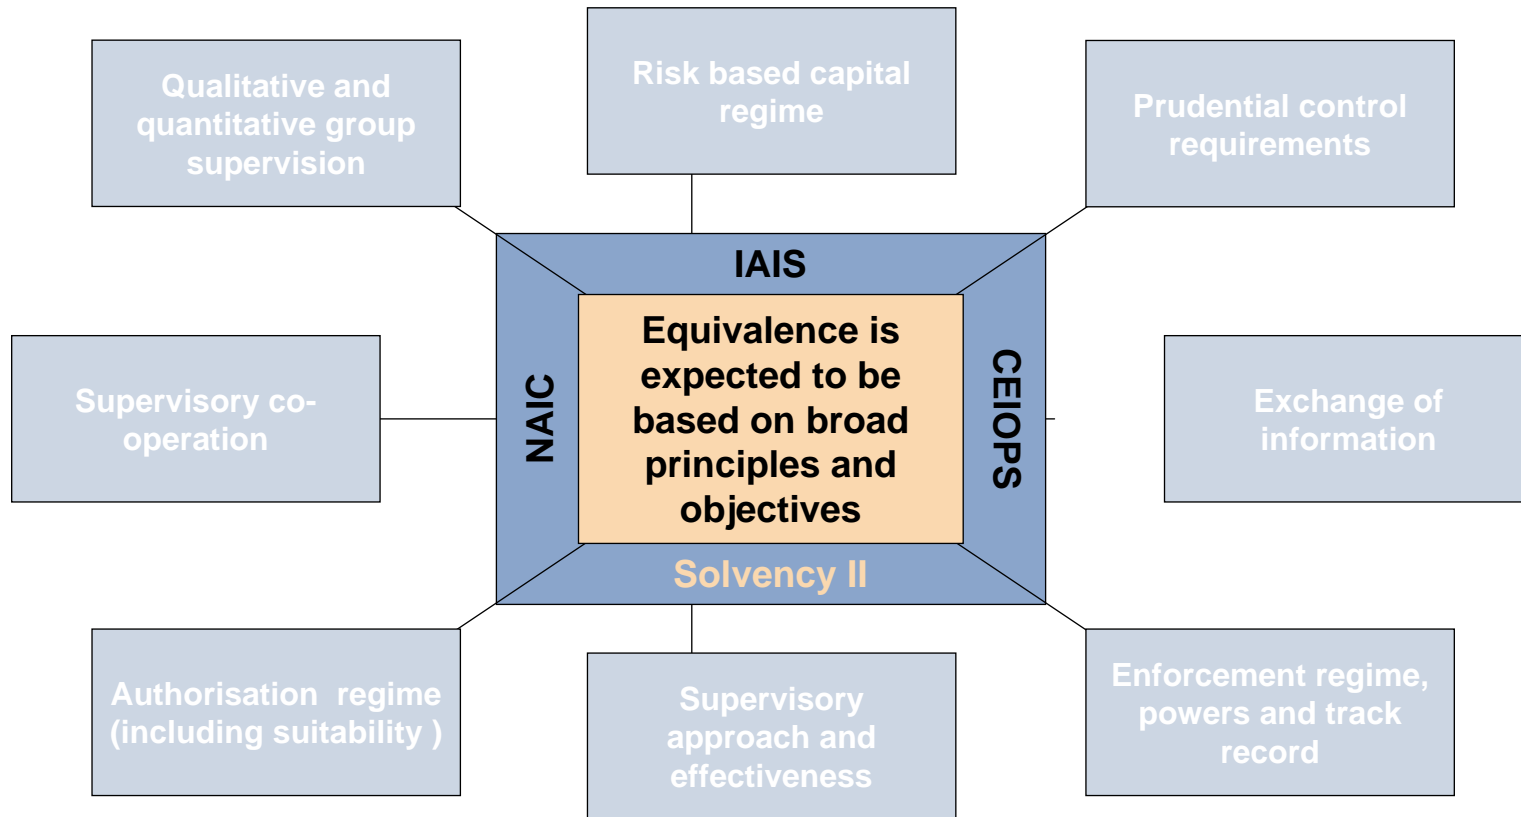 Qualitative and
quantitative group
supervision
Risk based capital
regime
Prudential control
requirements
IAIS
NAIC
Equivalence is
expected to be
based on broad
principles and
objectives
CEIOPS
Solvency II
Supervisory co-
operation
Exchange of
information
Authorisation regime
(including suitability )
Supervisory
approach and
effectiveness
Enforcement regime,
powers and track
record